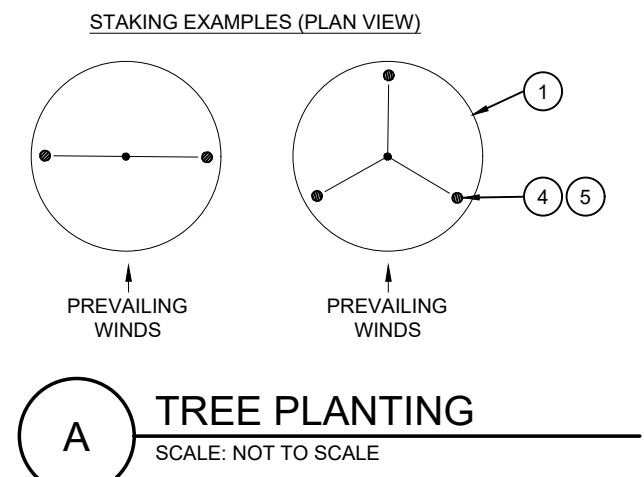 STAKING EXAMPLES (PLAN VIEW)
1
4 5
PREVAILING
WINDS
PREVAILING
WINDS
A
TREE PLANTING
SCALE: NOT TO SCALE